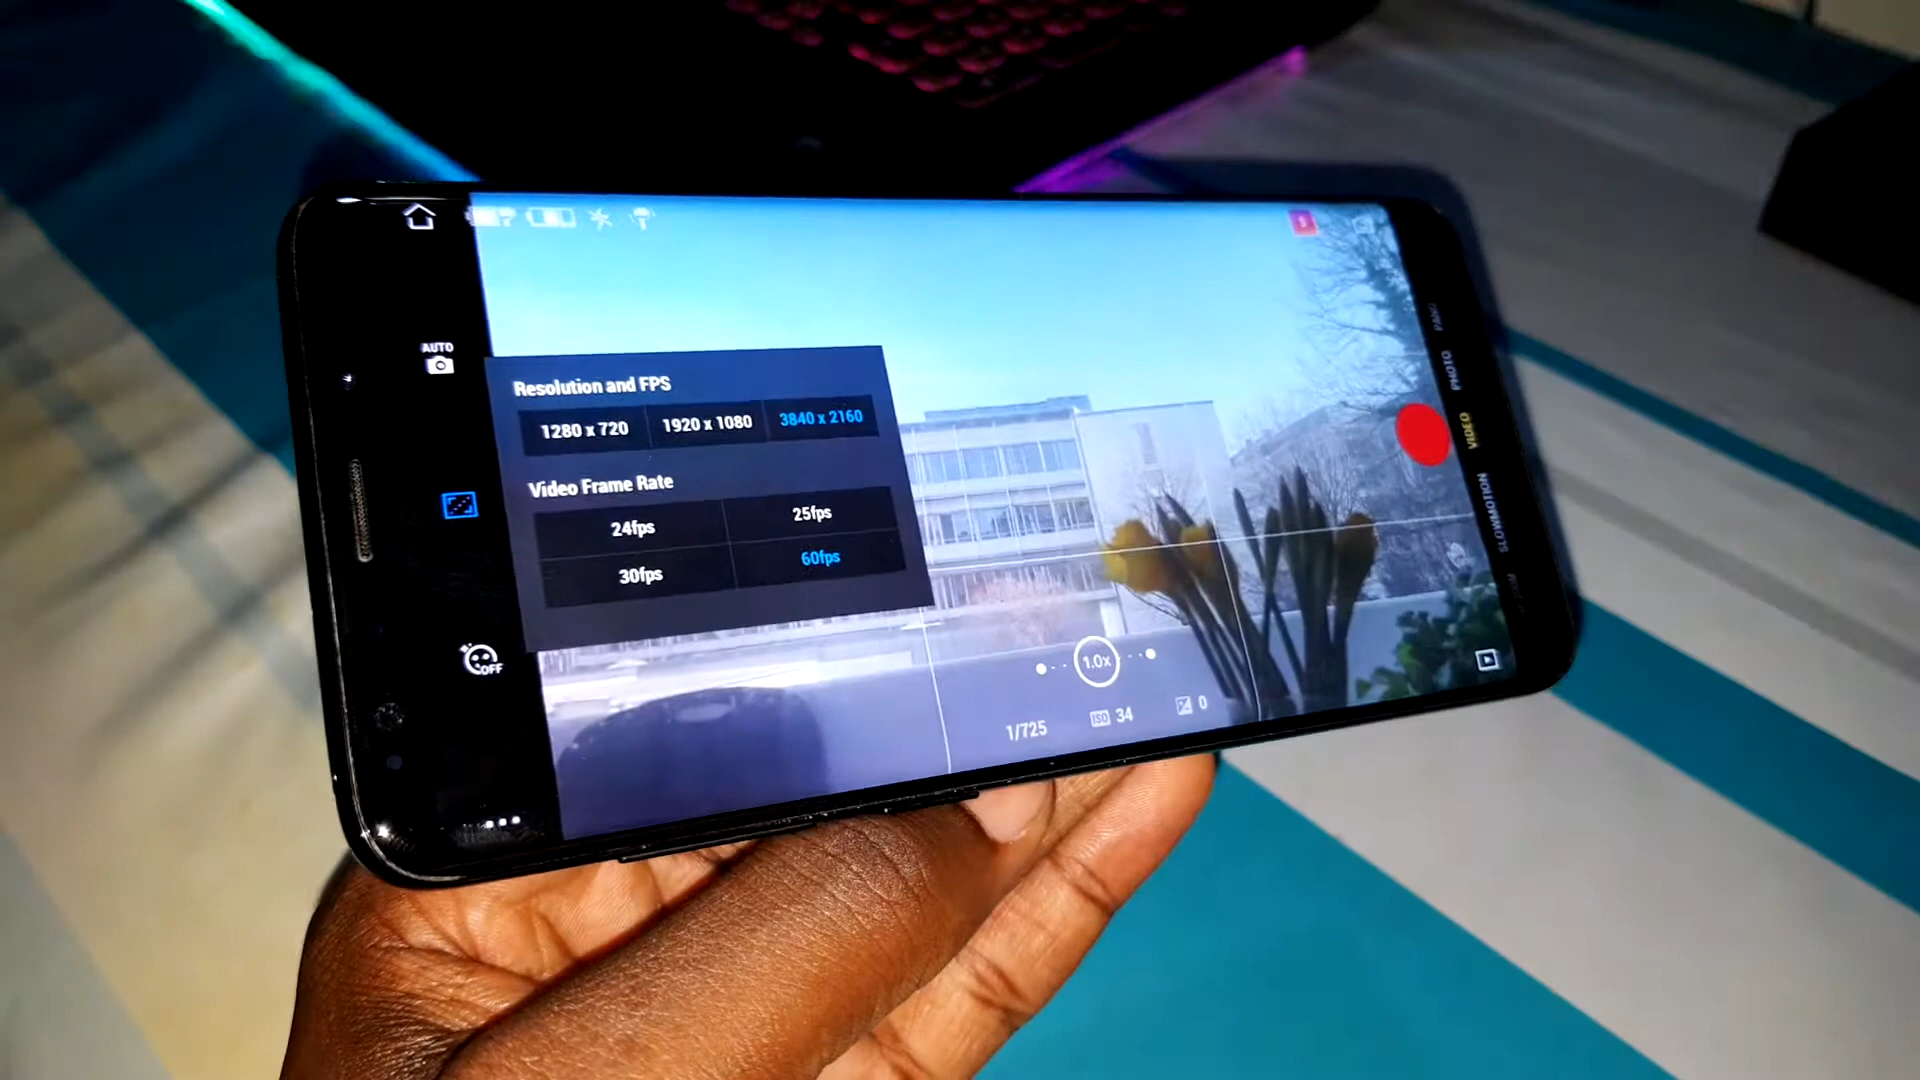 AUTO
Resolution and FPS
1280 x 720 1920 x 1080 3840 x 2160
Video Frame Rate
24fps 25fps
30fps 60fps
OFF
1.0x
1/725 ISO 34 0
PANO
PHOTO
VIDEO
SLOWMOTION